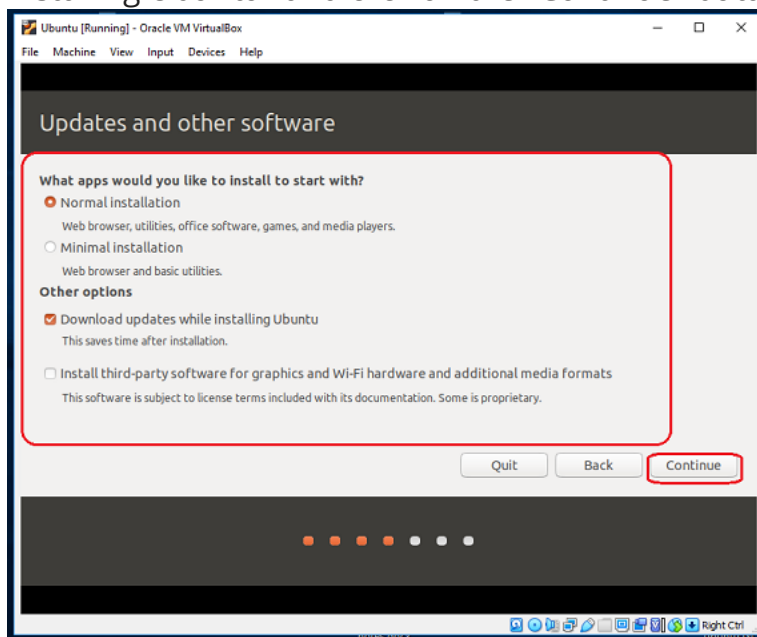 Ubuntu [Running] - Oracle VM VirtualBox
File Machine View Input Devices Help
Updates and other software
What apps would you like to install to start with?
Normal installation
Web browser, utilities, office software, games, and media players.
Minimal installation
Web browser and basic utilities.
Other options
Download updates while installing Ubuntu
This saves time after installation.
Install third-party software for graphics and Wi-Fi hardware and additional media formats
This software is subject to license terms included with its documentation. Some is proprietary.
Quit Back Continue
Right Ctrl